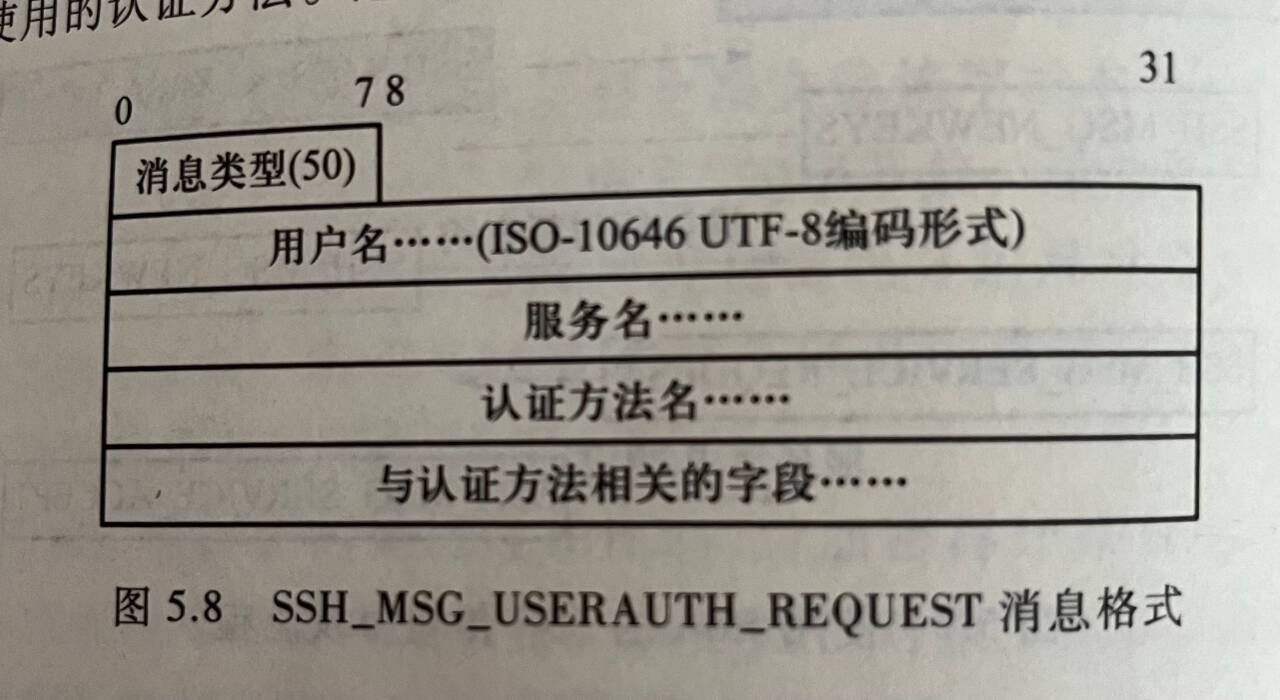 使用的认证方法。
0 7 8 31
消息类型(50)
用户名……(ISO-10646 UTF-8编码形式)
服务名……
认证方法名……
与认证方法相关的字段……
图 5.8 SSH_MSG_USERAUTH_REQUEST 消息格式